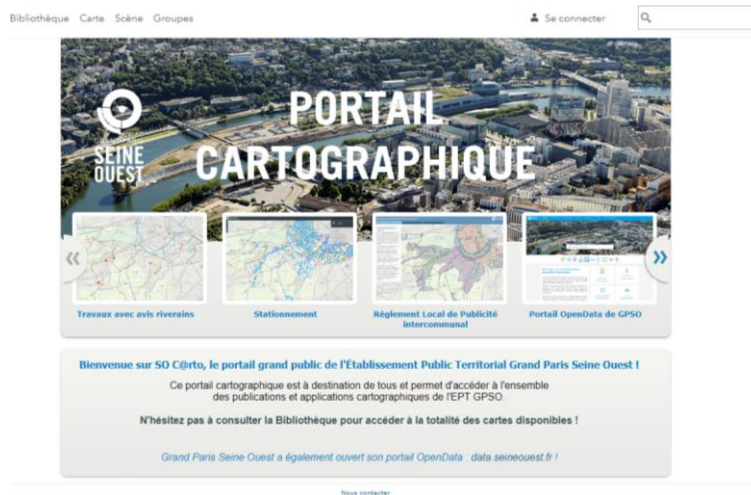 Bibliothèque Carte Scène Groupes
Se connecter
SEINE
OUEST
PORTAIL
CARTOGRAPHIQUE
Travaux avec avis riverains
Stationnement
Règlement Local de Publicité
intercommunal
Portail OpenData de GPSO
Bienvenue sur SO C@rto, le portail grand public de l'Établissement Public Territorial Grand Paris Seine Ouest !
Ce portail cartographique est à destination de tous et permet d'accéder à l'ensemble
des publications et applications cartographiques de l'EPT GPSO.
N'hésitez pas à consulter la Bibliothèque pour accéder à la totalité des cartes disponibles !
Grand Paris Seine Ouest a également ouvert son portail OpenData : data.seineouest.fr !
Nous contacter